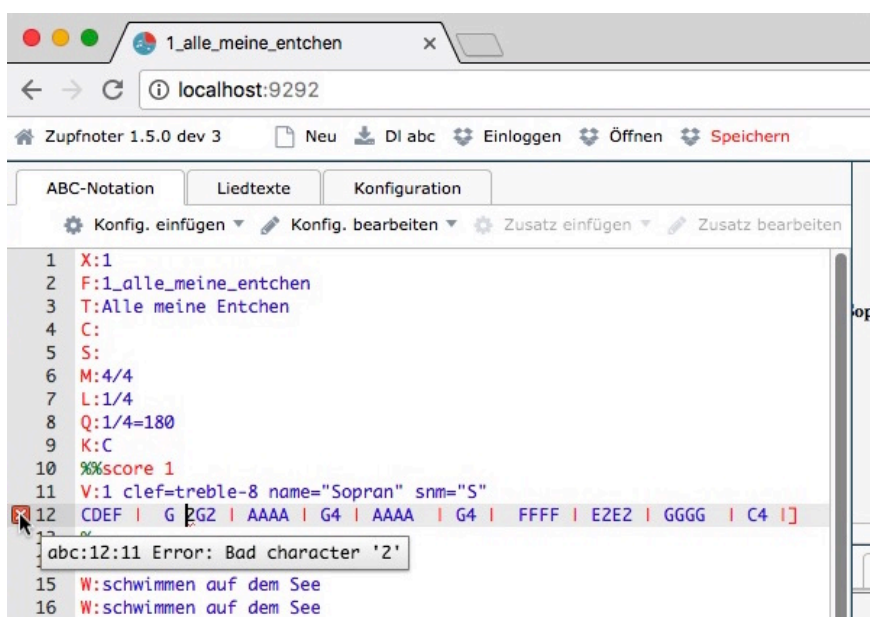 1_alle_meine_entchen
localhost:9292
Zupfnoter 1.5.0 dev 3 Neu Dl abc Einloggen Öffnen Speichern
ABC-Notation Liedtexte Konfiguration
Konfig. einfügen Konfig. bearbeiten Zusatz einfügen Zusatz bearbeiten
1 X:1
2 F:1_alle_meine_entchen
3 T:Alle meine Entchen
4 C:
5 S:
6 M:4/4
7 L:1/4
8 Q:1/4=180
9 K:C
10 %%score 1
11 V:1 clef=treble-8 name="Sopran" snm="S"
12 CDEF | G 2G2 | AAAA | G4 | AAAA | G4 | FFFF | E2E2 | GGGG | C4 |]
abc:12:11 Error: Bad character '2'
15 W:schwimmen auf dem See
16 W:schwimmen auf dem See